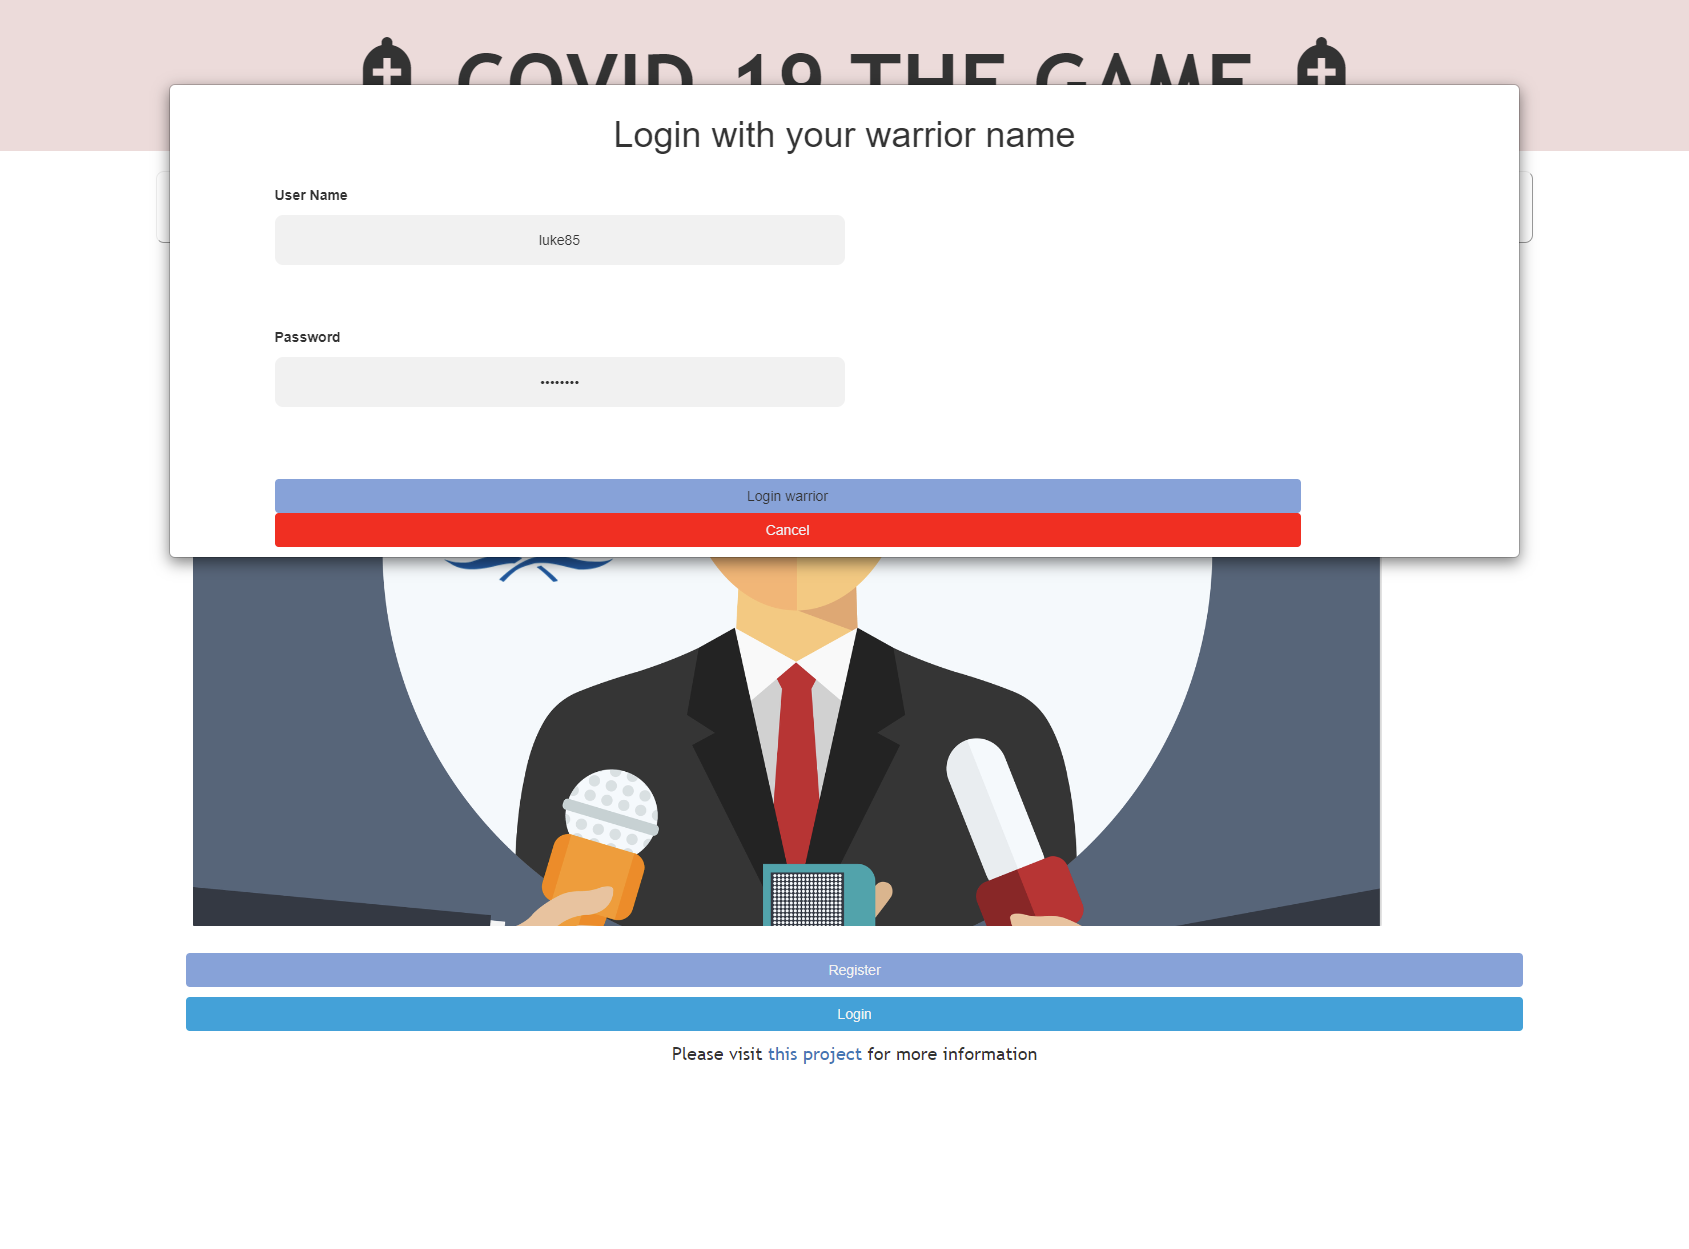 COVID-19 THE GAME
Login with your warrior name
User Name
luke85
Password
••••••••
Login warrior
Cancel
Register
Login
Please visit this project for more information